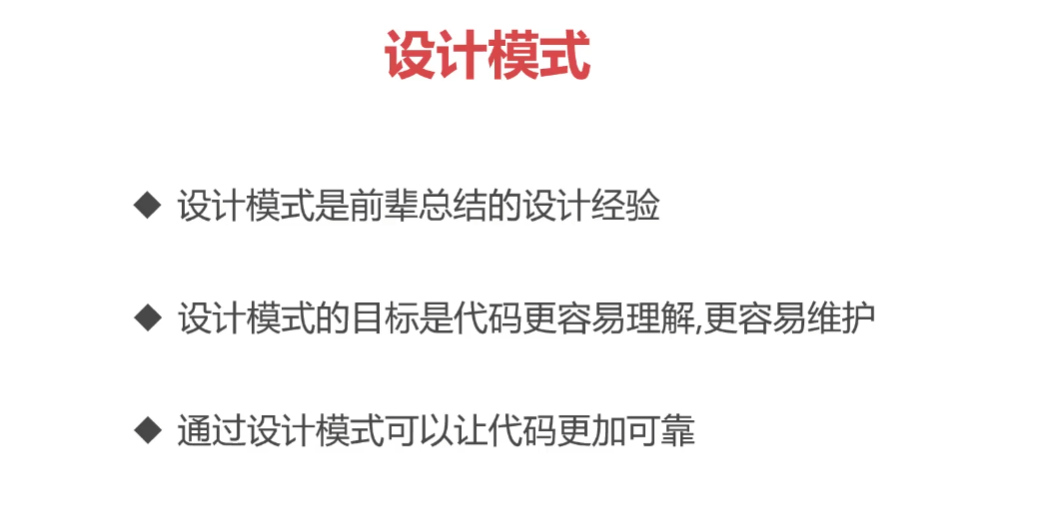 设计模式
◆ 设计模式是前辈总结的设计经验
◆ 设计模式的目标是代码更容易理解,更容易维护
◆ 通过设计模式可以让代码更加可靠